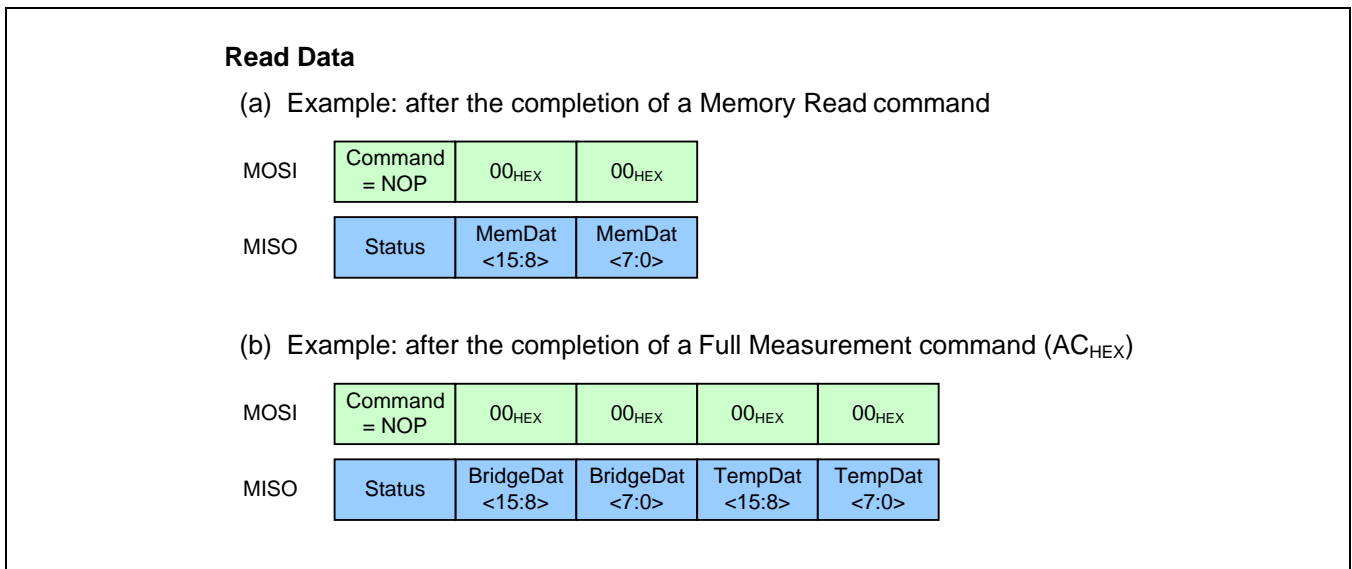 Read Data
(a) Example: after the completion of a Memory Read command
MOSI
Command = NOP
00HEX
00HEX
MISO
Status
MemDat <15:8>
MemDat <7:0>
(b) Example: after the completion of a Full Measurement command (ACHEX)
MOSI
Command = NOP
00HEX
00HEX
00HEX
00HEX
MISO
Status
BridgeDat <15:8>
BridgeDat <7:0>
TempDat <15:8>
TempDat <7:0>